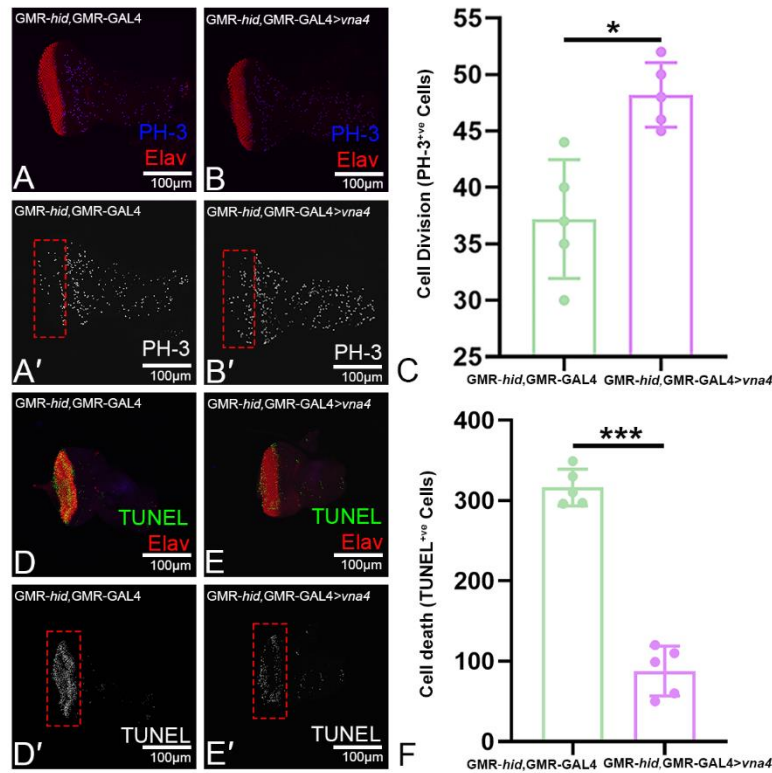 GMR-hid,GMR-GAL4
PH-3
Elav
A
100μm
GMR-hid,GMR-GAL4>vna4
PH-3
Elav
B
100μm
GMR-hid,GMR-GAL4
PH-3
A′
100μm
GMR-hid,GMR-GAL4>vna4
PH-3
B′
100μm
*
Cell Division (PH-3+ve Cells)
55
50
45
40
35
30
25
C
GMR-hid,GMR-GAL4
GMR-hid,GMR-GAL4>vna4
GMR-hid,GMR-GAL4
TUNEL
Elav
D
100μm
GMR-hid,GMR-GAL4>vna4
TUNEL
Elav
E
100μm
GMR-hid,GMR-GAL4
TUNEL
D′
100μm
GMR-hid,GMR-GAL4>vna4
TUNEL
E′
100μm
***
Cell death (TUNEL+ve Cells)
400
300
200
100
0
F
GMR-hid,GMR-GAL4
GMR-hid,GMR-GAL4>vna4